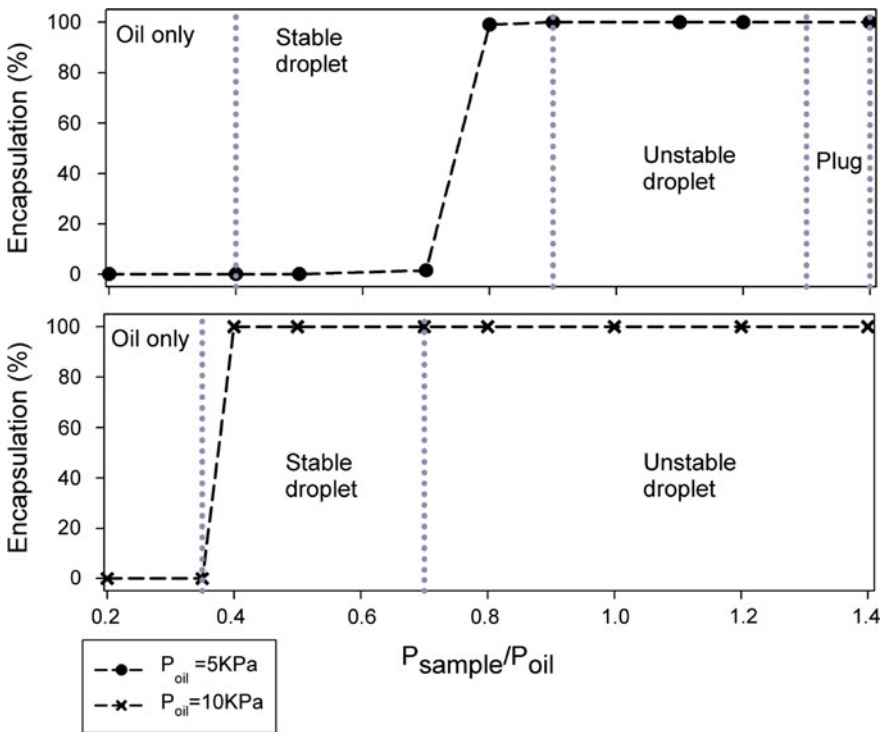 Encapsulation (%)
100
80
60
40
20
0
Oil only
Stable
droplet
Unstable
droplet
Plug
Encapsulation (%)
100
80
60
40
20
0
Oil only
Stable
droplet
Unstable
droplet
0.2 0.4 0.6 0.8 1.0 1.2 1.4
Psample/Poil
Poil =5KPa
Poil=10KPa